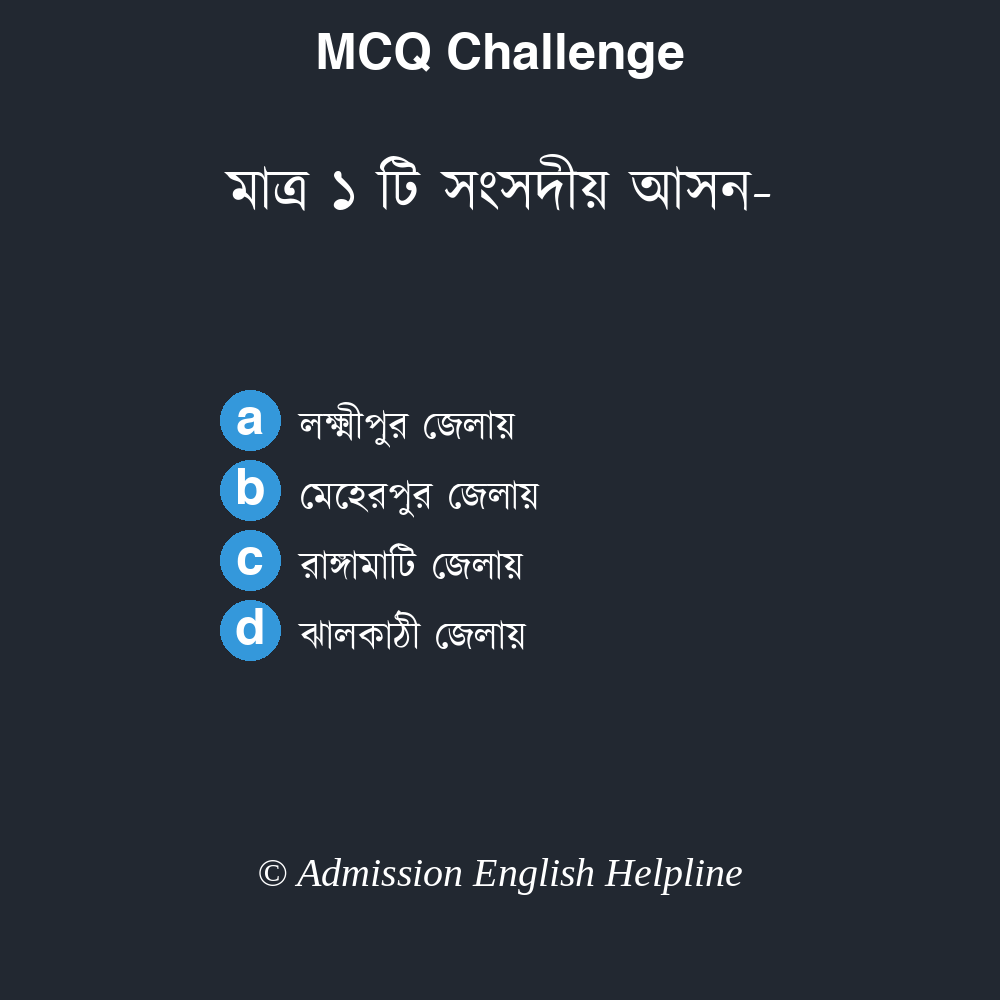 MCQ Challenge
মাত্র ১ টি সংসদীয় আসন-
a লক্ষ্মীপুর জেলায়
b মেহেরপুর জেলায়
c রাঙ্গামাটি জেলায়
d ঝালকাঠী জেলায়
© Admission English Helpline